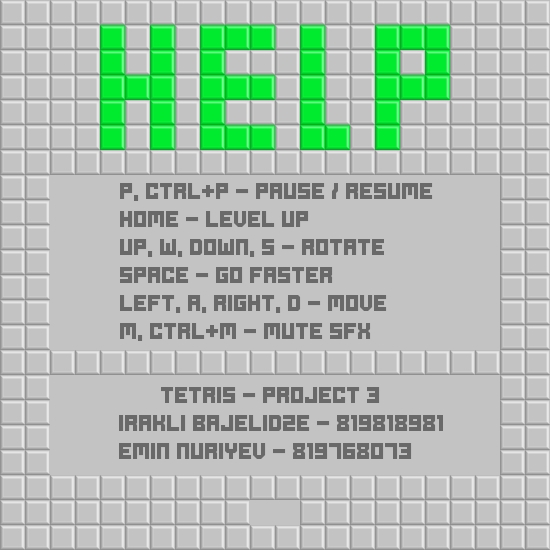 HELP
P, CTRL+P – PAUSE / RESUME
HOME – LEVEL UP
UP, W, DOWN, S – ROTATE
SPACE – GO FASTER
LEFT, A, RIGHT, D – MOVE
M, CTRL+M – MUTE SFX
TETRIS – PROJECT 3
IRAKLI BAJELIDZE – 819818981
EMIN NURIYEV – 819768073